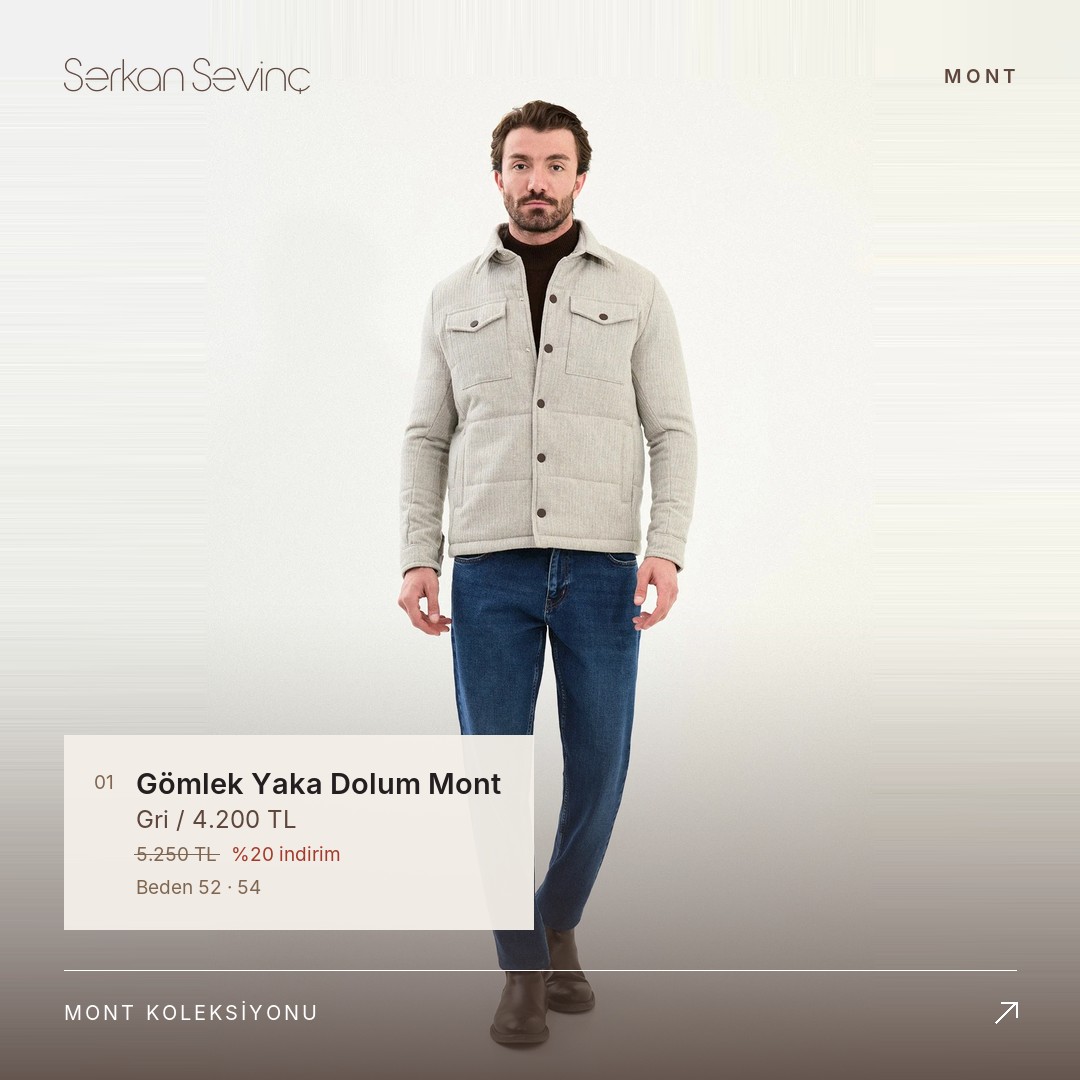 Serkan Sevinç
MONT
01
Gömlek Yaka Dolum Mont
Gri / 4.200 TL
5.250 TL %20 indirim
Beden 52 · 54
MONT KOLEKSİYONU